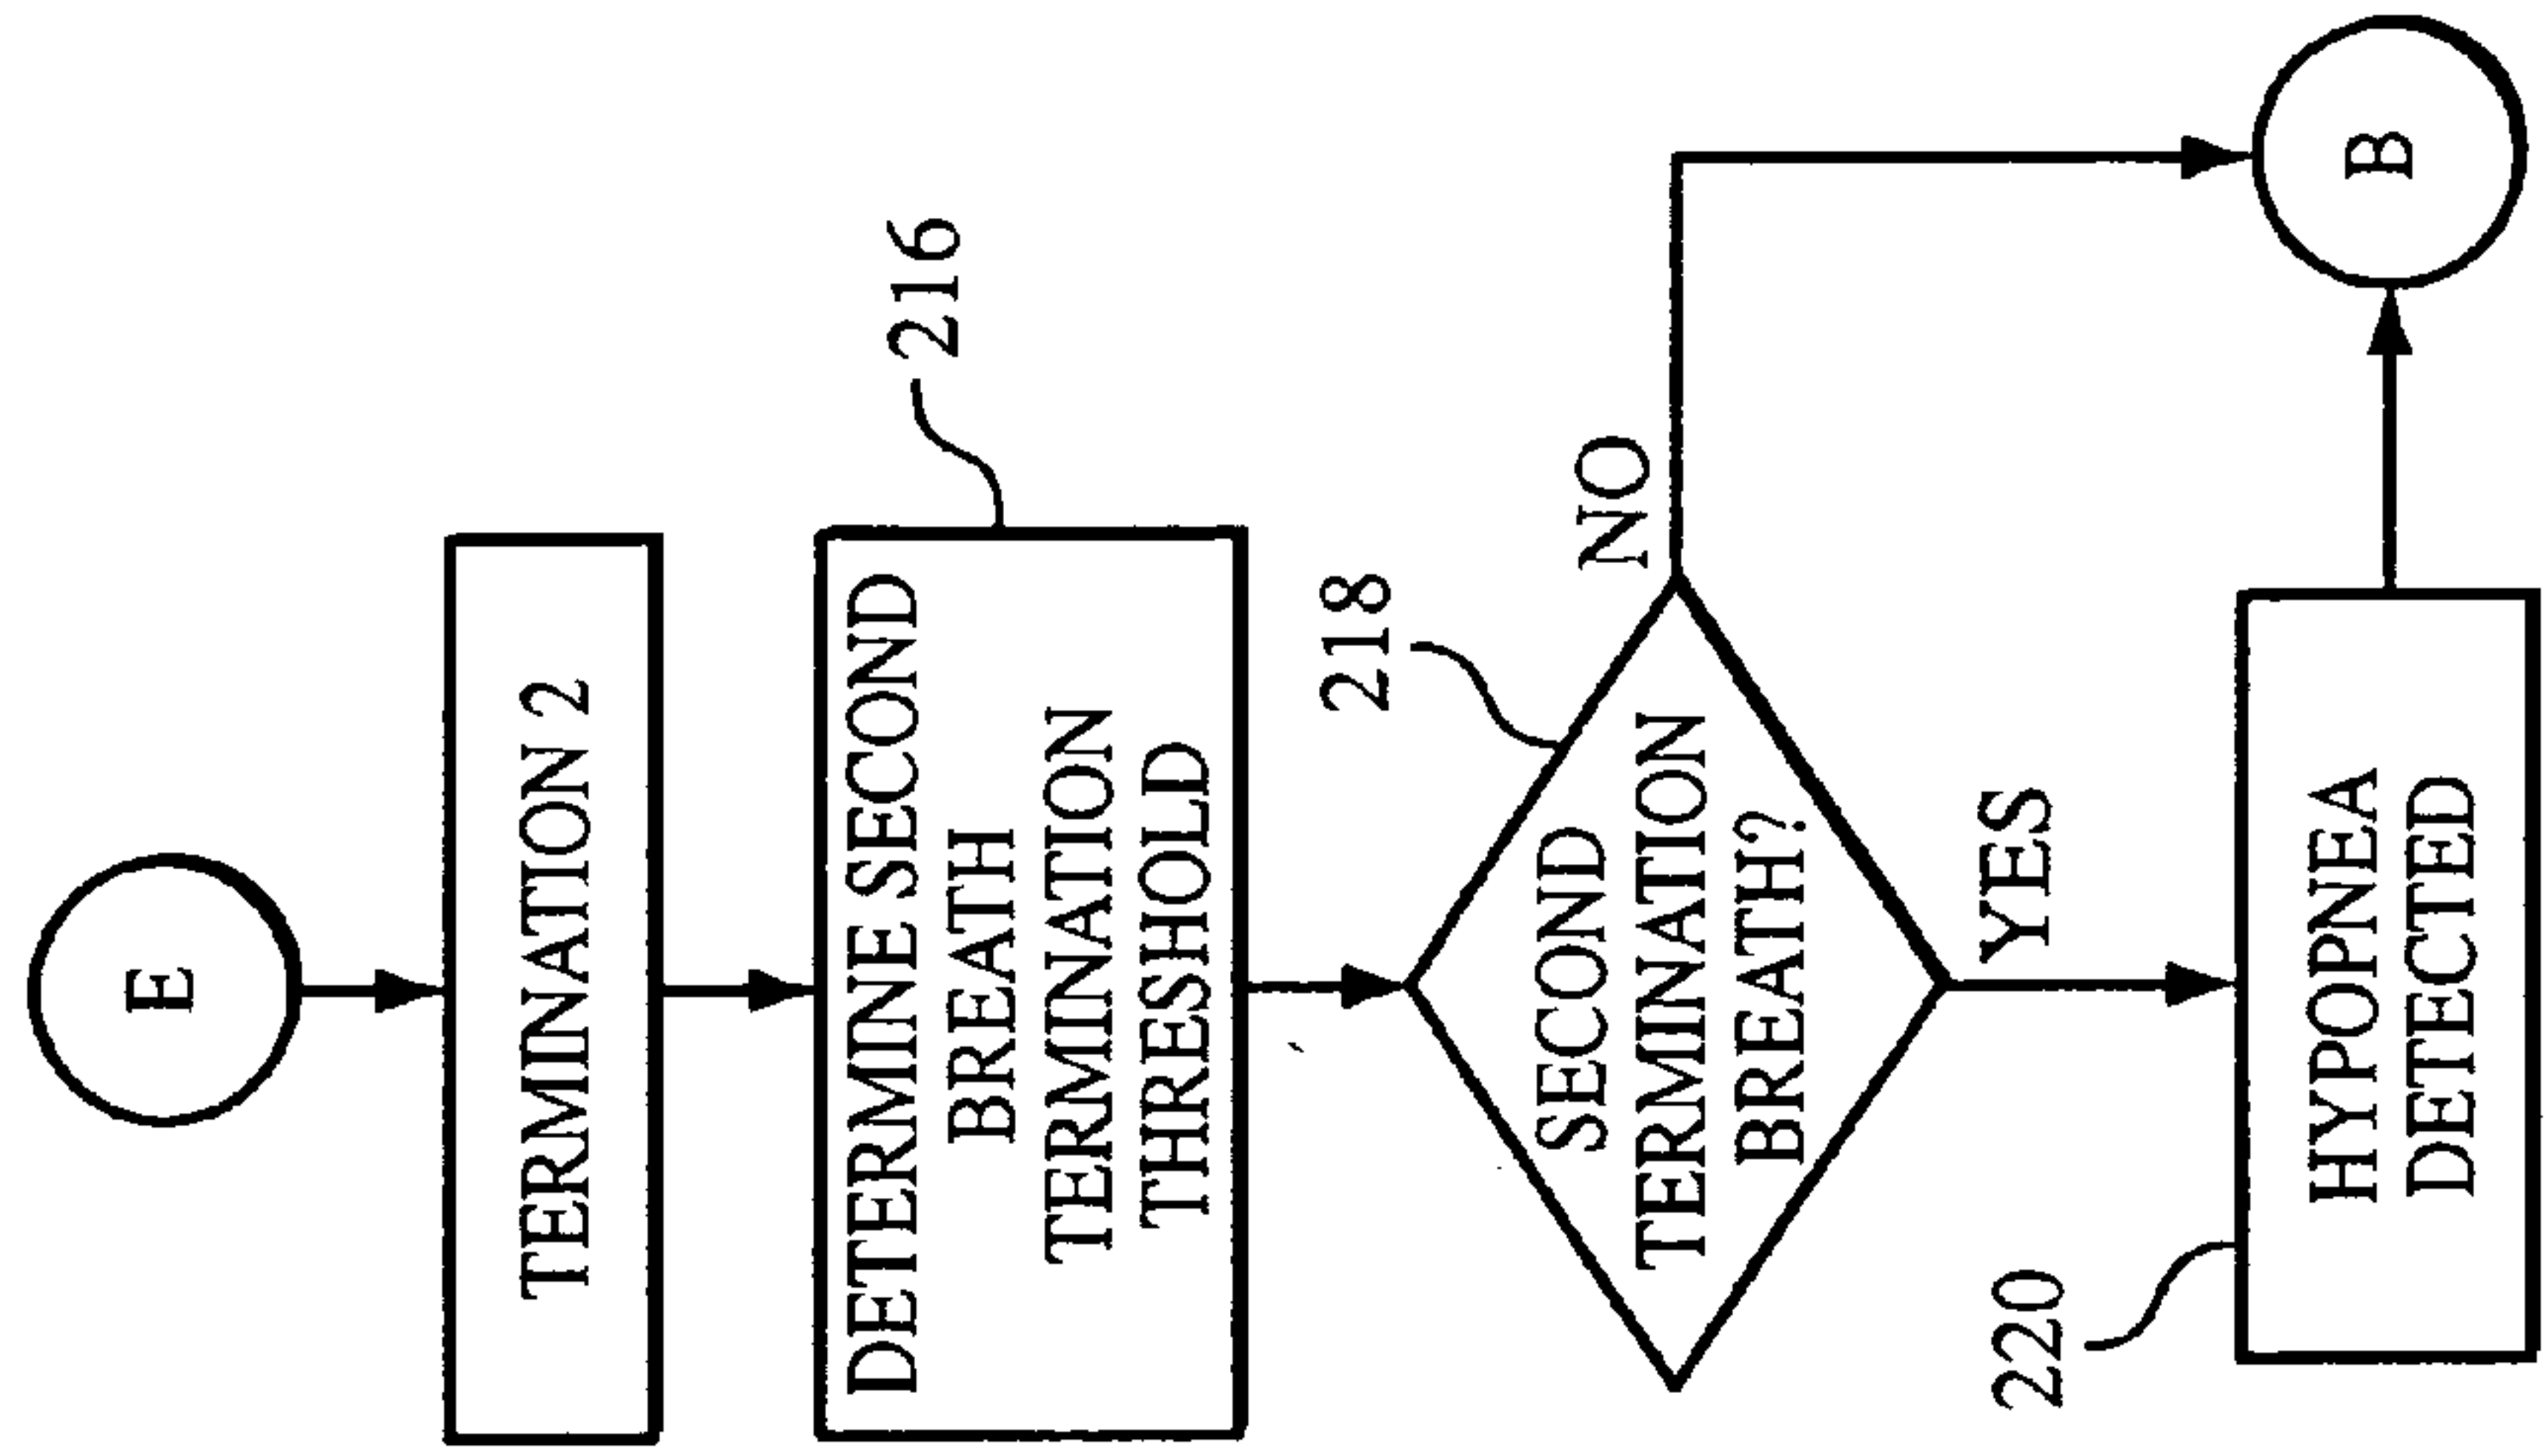 E
TERMINATION 2
DETERMINE SECOND
BREATH
TERMINATION
THRESHOLD
216
SECOND
TERMINATION
BREATH?
218
NO
YES
HYPOPNEA
DETECTED
220
B